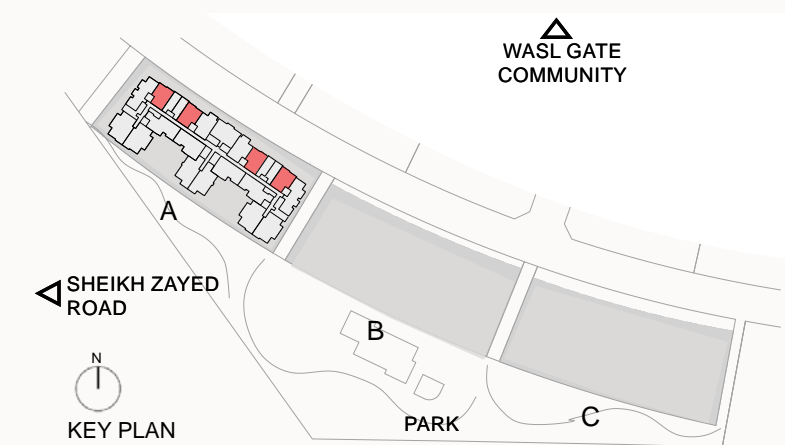 WASL GATE
COMMUNITY
A
SHEIKH ZAYED
ROAD
B
N
KEY PLAN
PARK
C